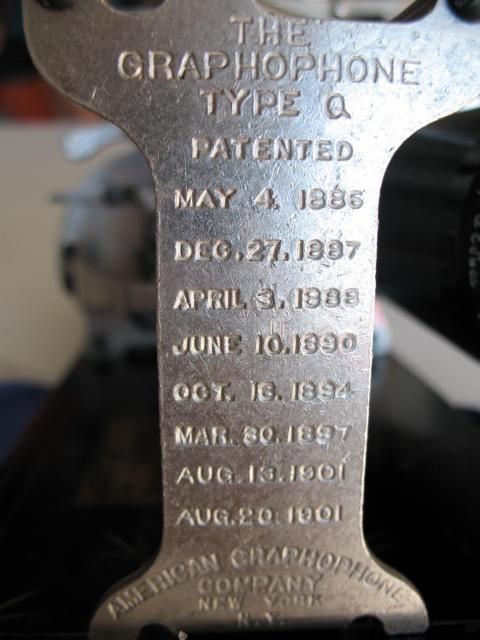 THE
GRAPHOPHONE
TYPE Q
PATENTED
MAY 4, 1886
DEC. 27, 1887
APRIL 3, 1888
JUNE 10. 1890
OCT. 16. 1894
MAR. 30. 1897
AUG. 13. 1901
AUG. 20. 1901
AMERICAN GRAPHOPHONE
COMPANY
NEW YORK
N.Y.